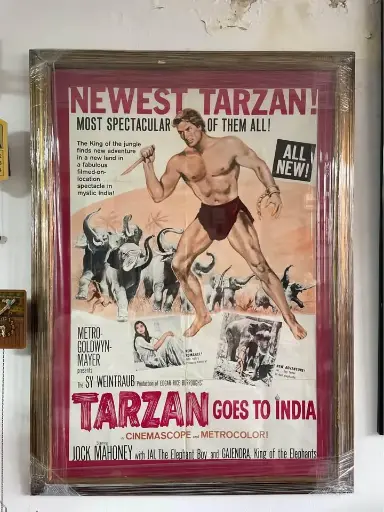 NEWEST TARZAN!
MOST SPECTACULAR OF THEM ALL!
The King of the jungle
finds new adventure
in a new land in
a fabulous
filmed-on-
location
spectacle in
mystic India!
ALL
NEW!
METRO-
GOLDWYN-
MAYER
presents
The SY WEINTRAUB Production of EDGAR RICE BURROUGHS'
TARZAN GOES TO INDIA
in CINEMASCOPE and METROCOLOR!
Starring
JOCK MAHONEY with JAI, The Elephant Boy and GAJENDRA, King of the Elephants